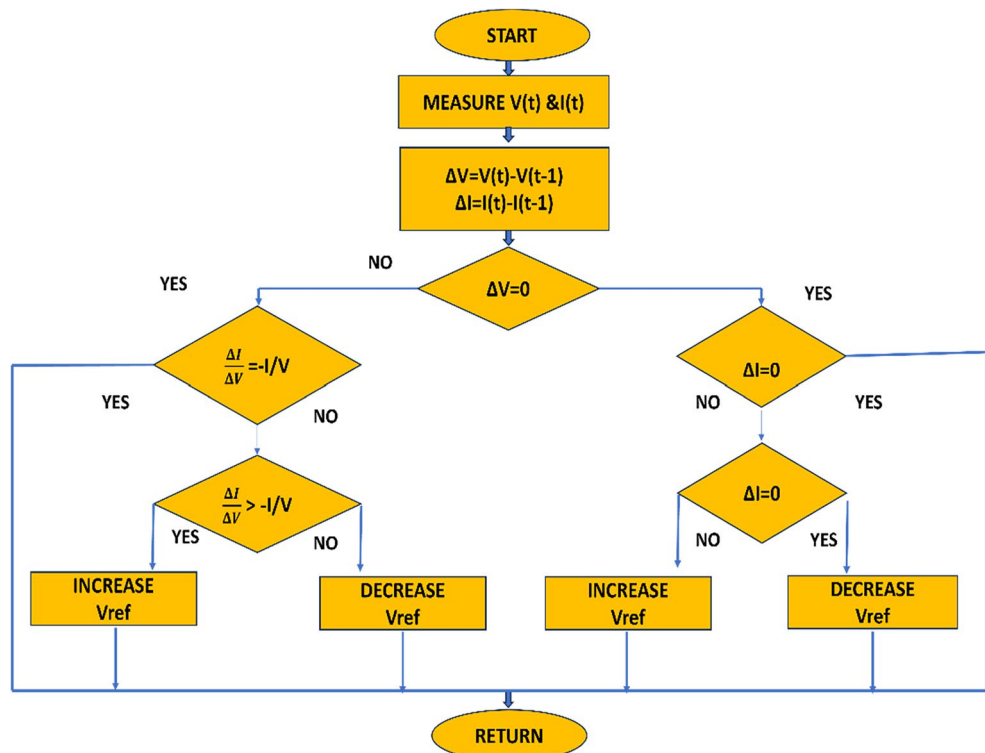 START
MEASURE V(t) &I(t)
ΔV=V(t)-V(t-1)
ΔI=I(t)-I(t-1)
NO
ΔV=0
YES
YES
ΔI/ΔV =-I/V
ΔI=0
YES
NO
NO
YES
ΔI/ΔV > -I/V
ΔI=0
YES
NO
NO
YES
INCREASE
Vref
DECREASE
Vref
INCREASE
Vref
DECREASE
Vref
RETURN